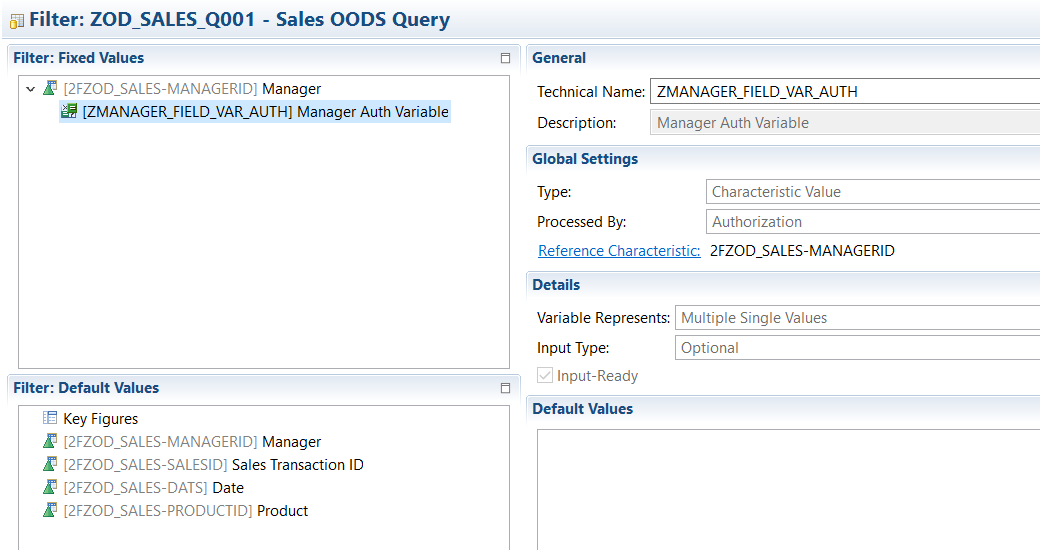 Filter: ZOD_SALES_Q001 - Sales OODS Query
Filter: Fixed Values
[2FZOD_SALES-MANAGERID] Manager
[ZMANAGER_FIELD_VAR_AUTH] Manager Auth Variable
Filter: Default Values
Key Figures
[2FZOD_SALES-MANAGERID] Manager
[2FZOD_SALES-SALESID] Sales Transaction ID
[2FZOD_SALES-DATS] Date
[2FZOD_SALES-PRODUCTID] Product
General
Technical Name: ZMANAGER_FIELD_VAR_AUTH
Description: Manager Auth Variable
Global Settings
Type: Characteristic Value
Processed By: Authorization
Reference Characteristic: 2FZOD_SALES-MANAGERID
Details
Variable Represents: Multiple Single Values
Input Type: Optional
Input-Ready
Default Values